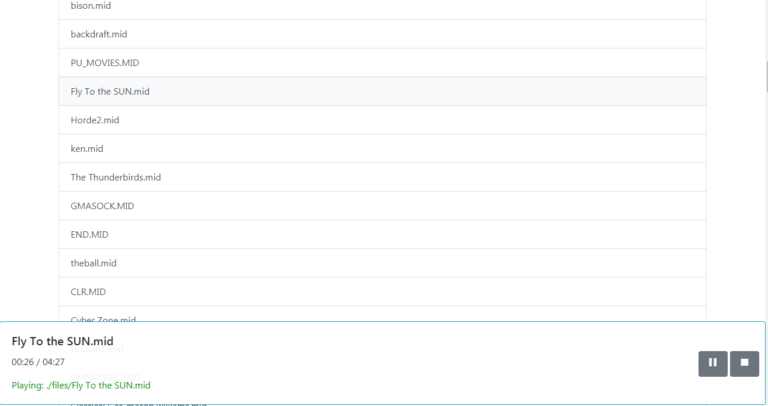 bison.mid
backdraft.mid
PU_MOVIES.MID
Fly To the SUN.mid
Horde2.mid
ken.mid
The Thunderbirds.mid
GMASOCK.MID
END.MID
theball.mid
CLR.MID
Cyber Zone.mid
Fly To the SUN.mid
00:26 / 04:27
Playing: ./files/Fly To the SUN.mid